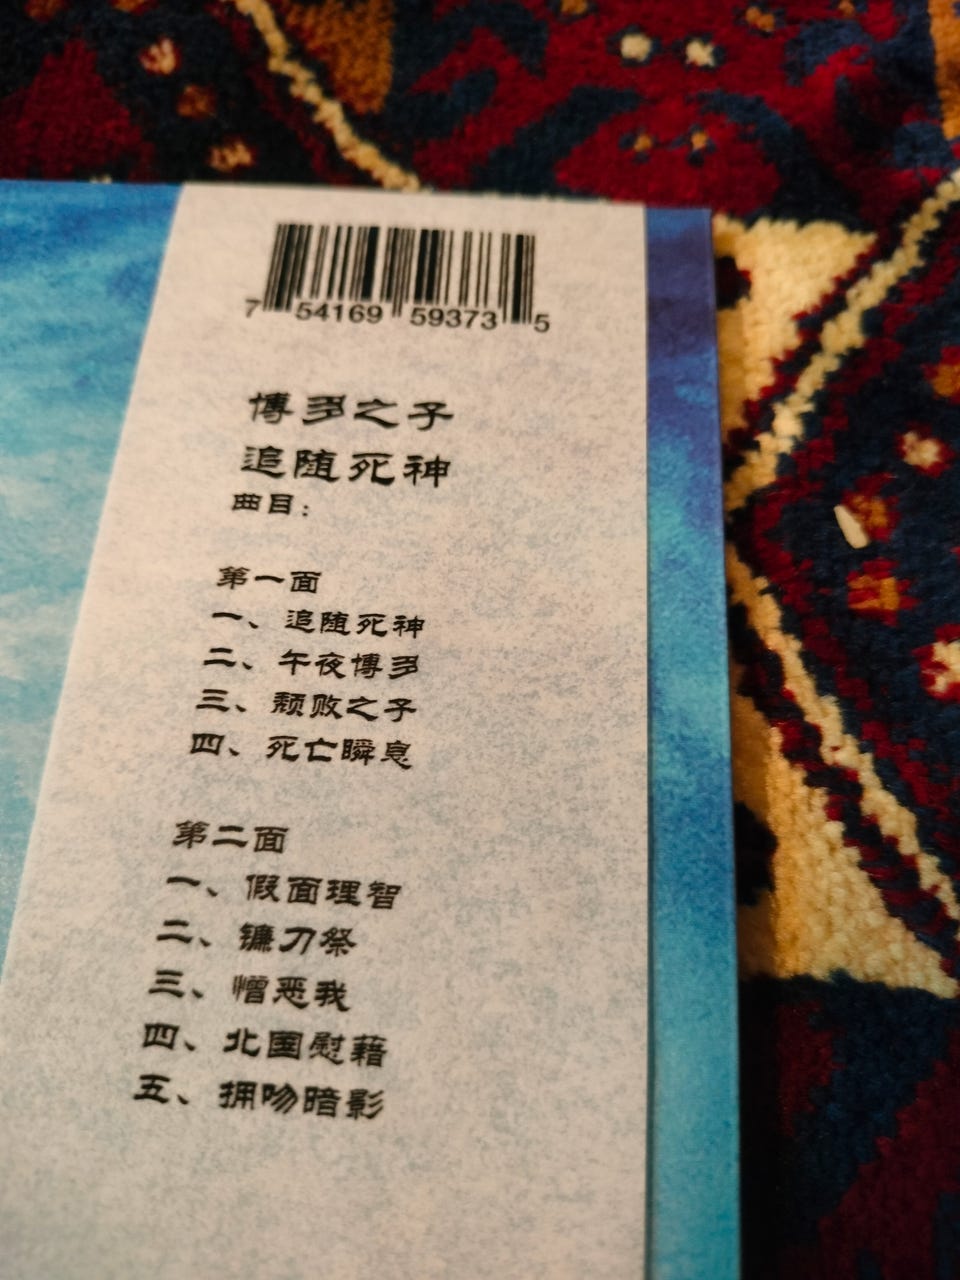 7 54169 59373 5
博多之子
追随死神
曲目：
第一面
一、追随死神
二、午夜博多
三、颓败之子
四、死亡瞬息
第二面
一、假面理智
二、镰刀祭
三、憎恶我
四、北国慰藉
五、拥吻暗影